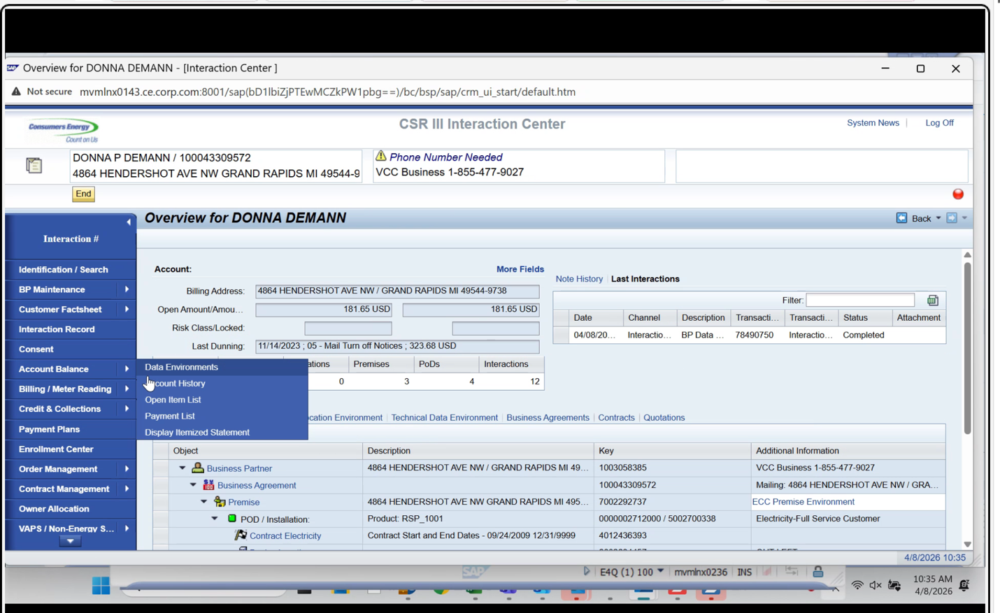 Overview for DONNA DEMANN - [Interaction Center ]
Not secure mvmlnx0143.ce.corp.com:8001/sap(bD1lbiZjPTEwMCZkPW1pbg==)/bc/bsp/sap/crm_ui_start/default.htm
Consumers Energy
Count on Us
CSR III Interaction Center
System News
Log Off
DONNA P DEMANN / 100043309572
4864 HENDERSHOT AVE NW GRAND RAPIDS MI 49544-9
Phone Number Needed
VCC Business 1-855-477-9027
End
Overview for DONNA DEMANN
Back
Interaction #
Identification / Search
BP Maintenance
Customer Factsheet
Interaction Record
Consent
Account Balance
Billing / Meter Reading
Credit & Collections
Payment Plans
Enrollment Center
Order Management
Contract Management
Owner Allocation
VAPS / Non-Energy S...
Data Environments
count History
Open Item List
Payment List
Display Itemized Statement
Account:
More Fields
Billing Address: 4864 HENDERSHOT AVE NW / GRAND RAPIDS MI 49544-9738
Open Amount/Amou... 181.65 USD 181.65 USD
Risk Class/Locked:
Last Dunning: 11/14/2023 ; 05 - Mail Turn off Notices ; 323.68 USD
ations Premises PoDs Interactions
0 3 4 12
Note History Last Interactions
Filter:
Date Channel Description Transacti... Transacti... Status Attachment
04/08/20... Interactio... BP Data ... 78490750 Interactio... Completed
ocation Environment Technical Data Environment Business Agreements Contracts Quotations
Object Description Key Additional Information
Business Partner 4864 HENDERSHOT AVE NW / GRAND RAPIDS MI 49... 1003058385 VCC Business 1-855-477-9027
Business Agreement 100043309572 Mailing: 4864 HENDERSHOT AVE NW / GRA...
Premise 4864 HENDERSHOT AVE NW GRAND RAPIDS MI 495... 7002292737 ECC Premise Environment
POD / Installation: Product: RSP_1001 0000002712000 / 5002700338 Electricity-Full Service Customer
Contract Electricity Contract Start and End Dates - 09/24/2009 12/31/9999 4012436393
4/8/2026 10:35
SAP
E4Q (1) 100 mvmlnx0236 INS
10:35 AM
4/8/2026